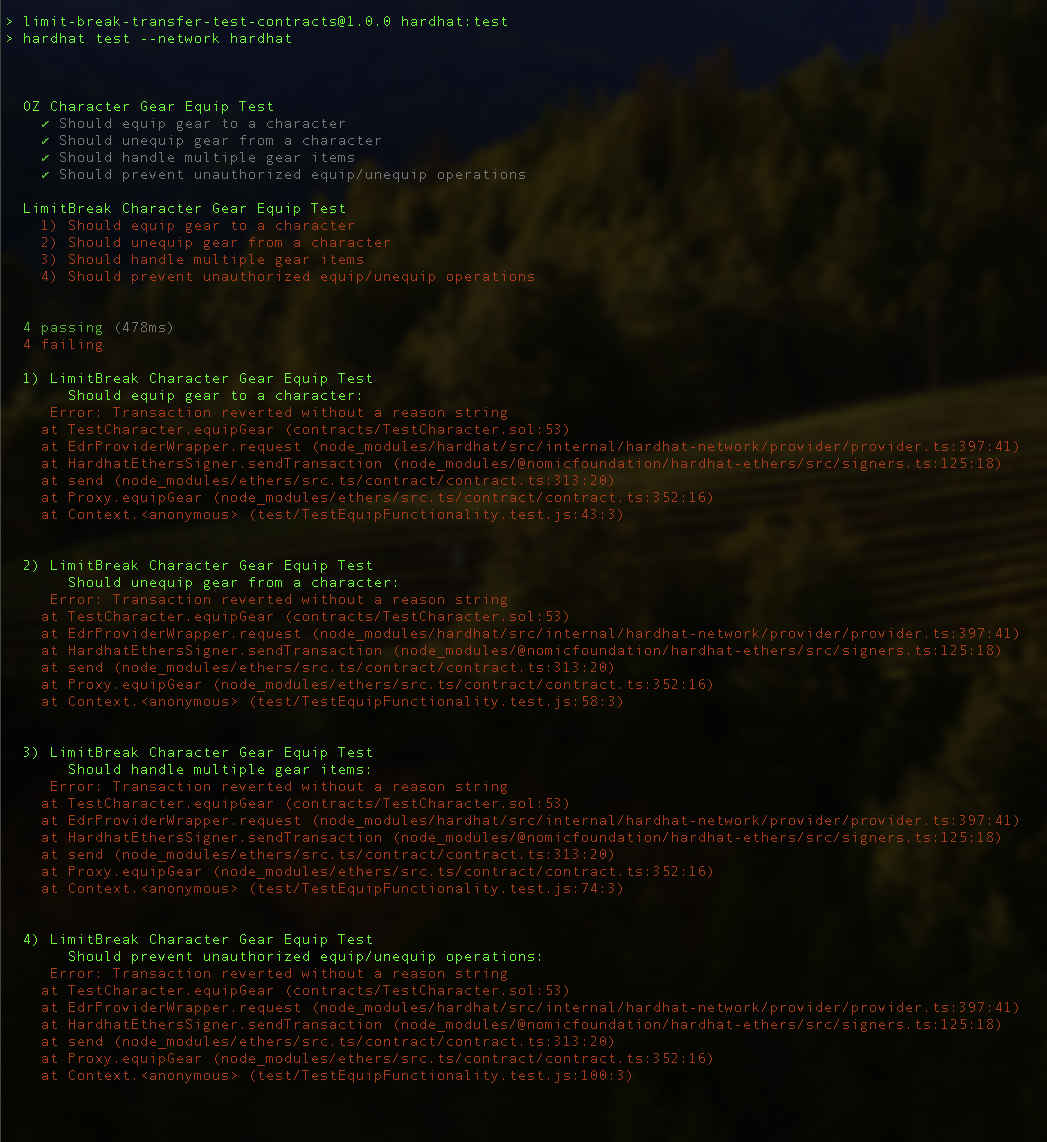 > limit-break-transfer-test-contracts@1.0.0 hardhat:test
> hardhat test --network hardhat
OZ Character Gear Equip Test
✔ Should equip gear to a character
✔ Should unequip gear from a character
✔ Should handle multiple gear items
✔ Should prevent unauthorized equip/unequip operations
LimitBreak Character Gear Equip Test
1) Should equip gear to a character
2) Should unequip gear from a character
3) Should handle multiple gear items
4) Should prevent unauthorized equip/unequip operations
4 passing (478ms)
4 failing
1) LimitBreak Character Gear Equip Test
Should equip gear to a character:
Error: Transaction reverted without a reason string
at TestCharacter.equipGear (contracts/TestCharacter.sol:53)
at EdrProviderWrapper.request (node_modules/hardhat/src/internal/hardhat-network/provider/provider.ts:397:41)
at HardhatEthersSigner.sendTransaction (node_modules/@nomicfoundation/hardhat-ethers/src/signers.ts:125:18)
at send (node_modules/ethers/src.ts/contract/contract.ts:313:20)
at Proxy.equipGear (node_modules/ethers/src.ts/contract/contract.ts:352:16)
at Context.<anonymous> (test/TestEquipFunctionality.test.js:43:3)
2) LimitBreak Character Gear Equip Test
Should unequip gear from a character:
Error: Transaction reverted without a reason string
at TestCharacter.equipGear (contracts/TestCharacter.sol:53)
at EdrProviderWrapper.request (node_modules/hardhat/src/internal/hardhat-network/provider/provider.ts:397:41)
at HardhatEthersSigner.sendTransaction (node_modules/@nomicfoundation/hardhat-ethers/src/signers.ts:125:18)
at send (node_modules/ethers/src.ts/contract/contract.ts:313:20)
at Proxy.equipGear (node_modules/ethers/src.ts/contract/contract.ts:352:16)
at Context.<anonymous> (test/TestEquipFunctionality.test.js:58:3)
3) LimitBreak Character Gear Equip Test
Should handle multiple gear items:
Error: Transaction reverted without a reason string
at TestCharacter.equipGear (contracts/TestCharacter.sol:53)
at EdrProviderWrapper.request (node_modules/hardhat/src/internal/hardhat-network/provider/provider.ts:397:41)
at HardhatEthersSigner.sendTransaction (node_modules/@nomicfoundation/hardhat-ethers/src/signers.ts:125:18)
at send (node_modules/ethers/src.ts/contract/contract.ts:313:20)
at Proxy.equipGear (node_modules/ethers/src.ts/contract/contract.ts:352:16)
at Context.<anonymous> (test/TestEquipFunctionality.test.js:74:3)
4) LimitBreak Character Gear Equip Test
Should prevent unauthorized equip/unequip operations:
Error: Transaction reverted without a reason string
at TestCharacter.equipGear (contracts/TestCharacter.sol:53)
at EdrProviderWrapper.request (node_modules/hardhat/src/internal/hardhat-network/provider/provider.ts:397:41)
at HardhatEthersSigner.sendTransaction (node_modules/@nomicfoundation/hardhat-ethers/src/signers.ts:125:18)
at send (node_modules/ethers/src.ts/contract/contract.ts:313:20)
at Proxy.equipGear (node_modules/ethers/src.ts/contract/contract.ts:352:16)
at Context.<anonymous> (test/TestEquipFunctionality.test.js:100:3)